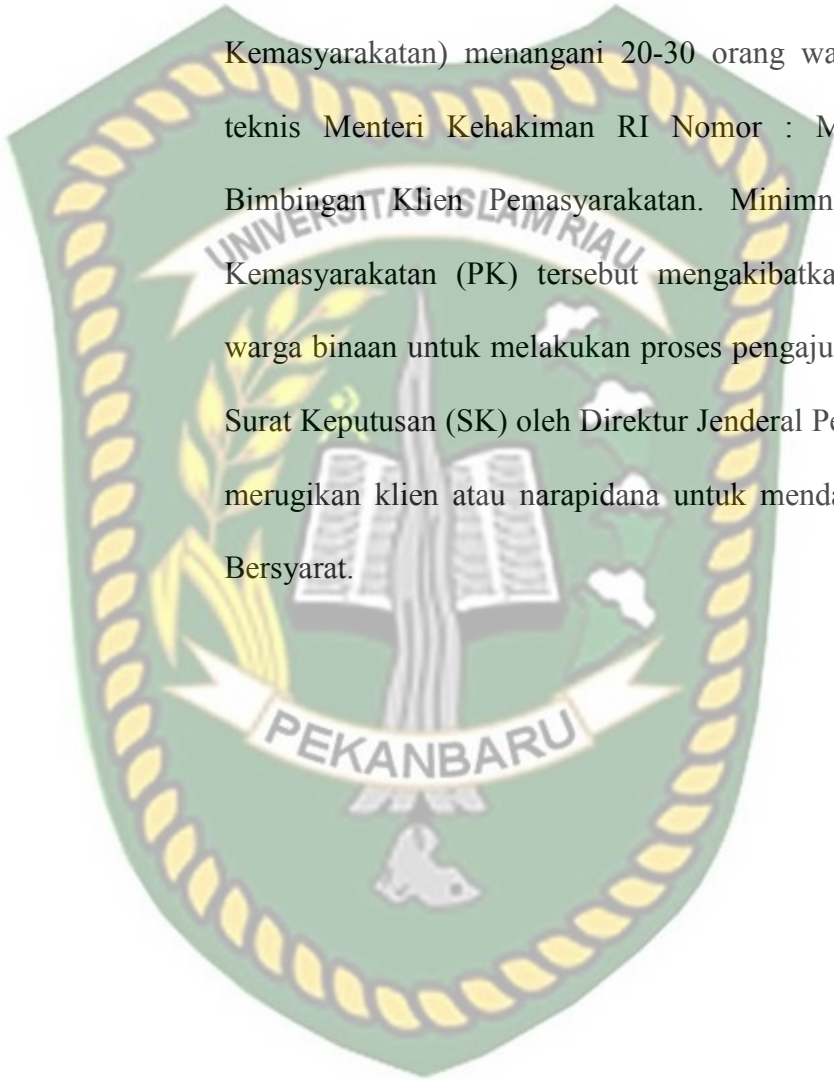 Kemasyarakatan) menangani 20-30 orang wa
teknis Menteri Kehakiman RI Nomor : M
Bimbingan Klien Pemasyarakatan. Minimn
Kemasyarakatan (PK) tersebut mengakibatka
warga binaan untuk melakukan proses pengaju
Surat Keputusan (SK) oleh Direktur Jenderal Pe
merugikan klien atau narapidana untuk menda
Bersyarat.
UNIVERSITAS ISLAM RIAU
PEKANBARU